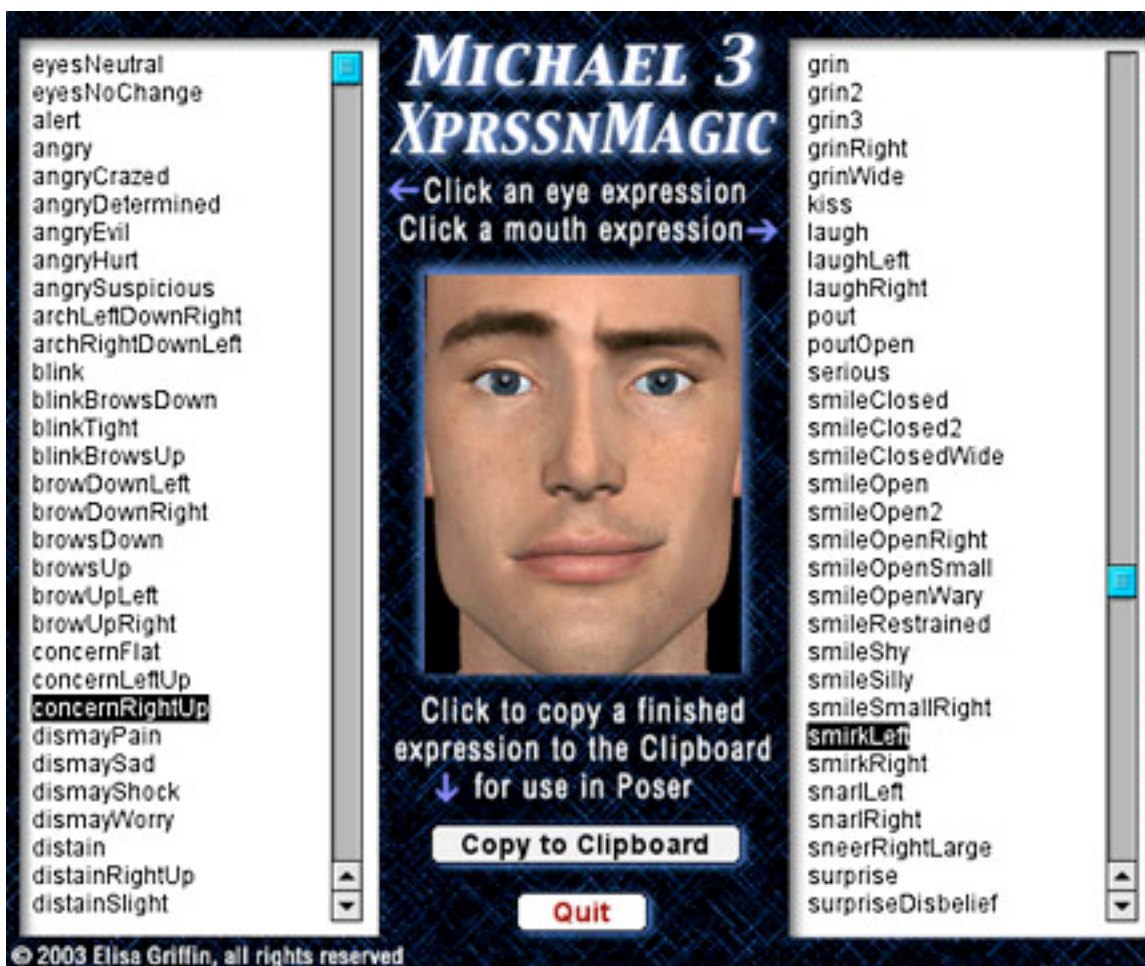 eyesNeutral
eyesNoChange
alert
angry
angryCrazed
angryDetermined
angryEvil
angryHurt
angrySuspicious
archLeftDownRight
archRightDownLeft
blink
blinkBrowsDown
blinkTight
blinkBrowsUp
browDownLeft
browDownRight
browsDown
browsUp
browUpLeft
browUpRight
concernFlat
concernLeftUp
concernRightUp
dismayPain
dismaySad
dismayShock
dismayWorry
distain
distainRightUp
distainSlight
MICHAEL 3
XPRSSNMAGIC
←Click an eye expression
Click a mouth expression→
Click to copy a finished
expression to the Clipboard
↓ for use in Poser
Copy to Clipboard
Quit
grin
grin2
grin3
grinRight
grinWide
kiss
laugh
laughLeft
laughRight
pout
poutOpen
serious
smileClosed
smileClosed2
smileClosedWide
smileOpen
smileOpen2
smileOpenRight
smileOpenSmall
smileOpenWary
smileRestrained
smileShy
smileSilly
smileSmallRight
smirkLeft
smirkRight
snarlLeft
snarlRight
sneerRightLarge
surprise
surpriseDisbelief
© 2003 Elisa Griffin, all rights reserved